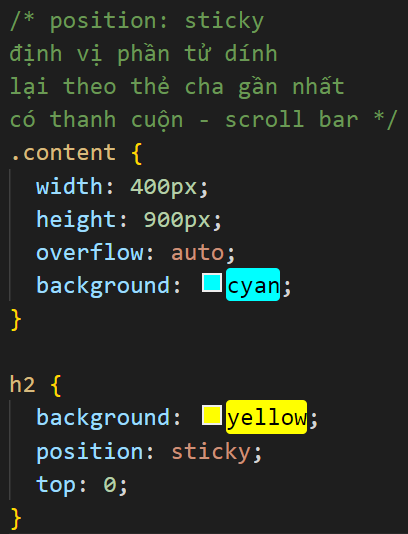 /* position: sticky
định vị phần tử dính
lại theo thẻ cha gần nhất
có thanh cuộn - scroll bar */
.content {
width: 400px;
height: 900px;
overflow: auto;
background: cyan;
}
h2 {
background: yellow;
position: sticky;
top: 0;
}